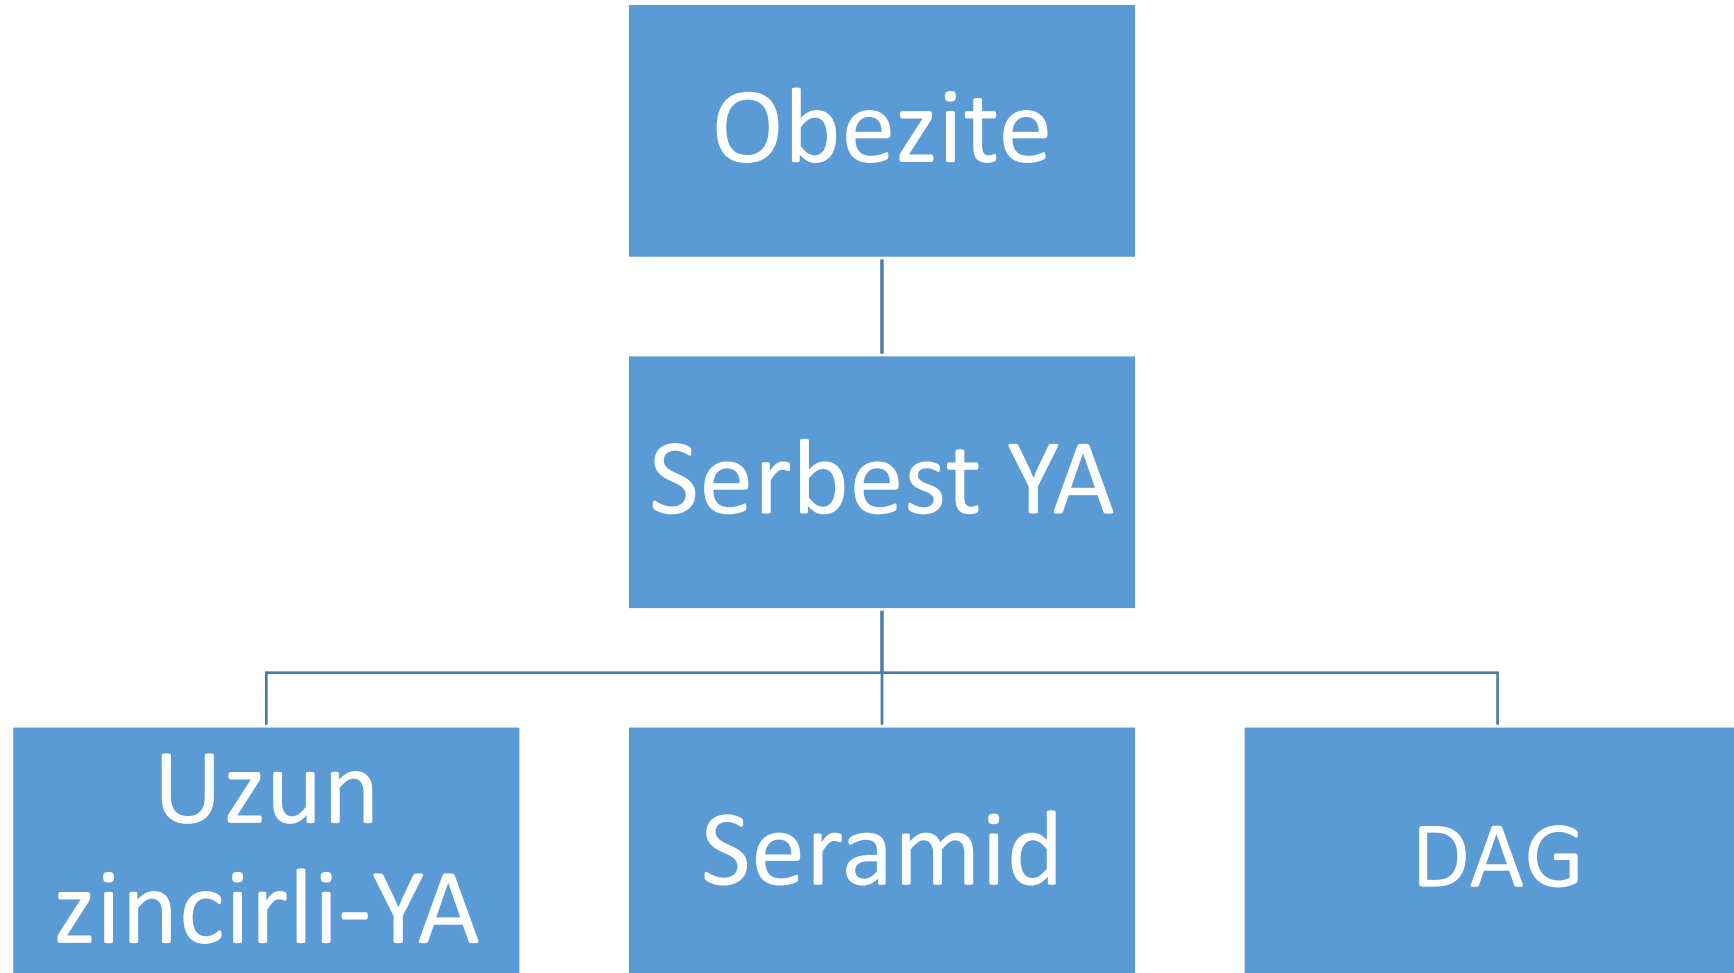 Obezite
Serbest YA
Uzun
zincirli-YA
Seramid
DAG